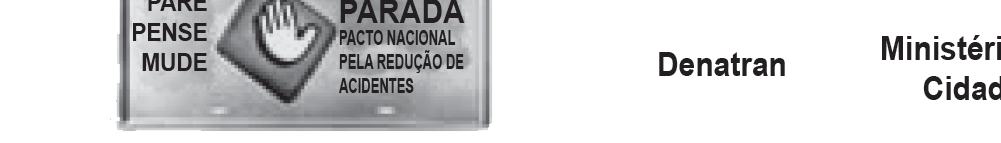 PARE
PENSE
MUDE
PARADA
PACTO NACIONAL
PELA REDUÇÃO DE
ACIDENTES
Denatran